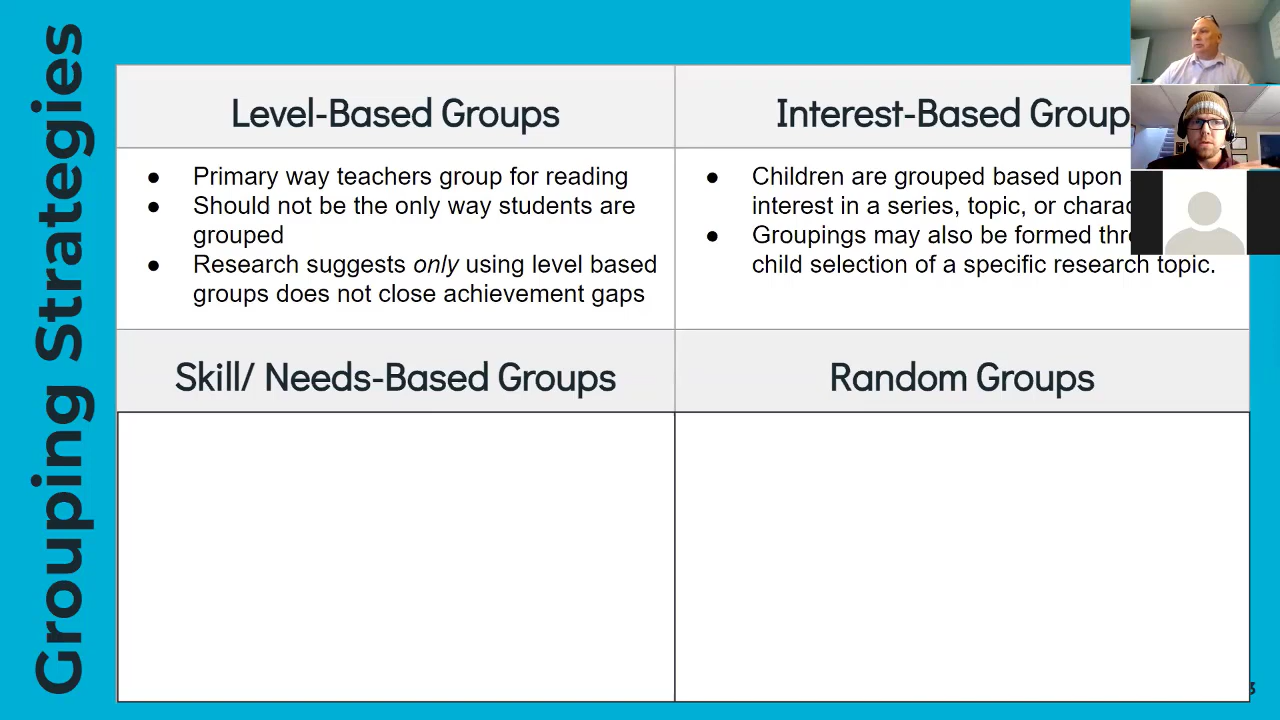 Grouping Strategies
Level-Based Groups
Primary way teachers group for reading
Should not be the only way students are
grouped
Research suggests only using level based
groups does not close achievement gaps
Interest-Based Group
Children are grouped based upon
interest in a series, topic, or charac
Groupings may also be formed thr
child selection of a specific research topic.
Skill/ Needs-Based Groups
Random Groups
3